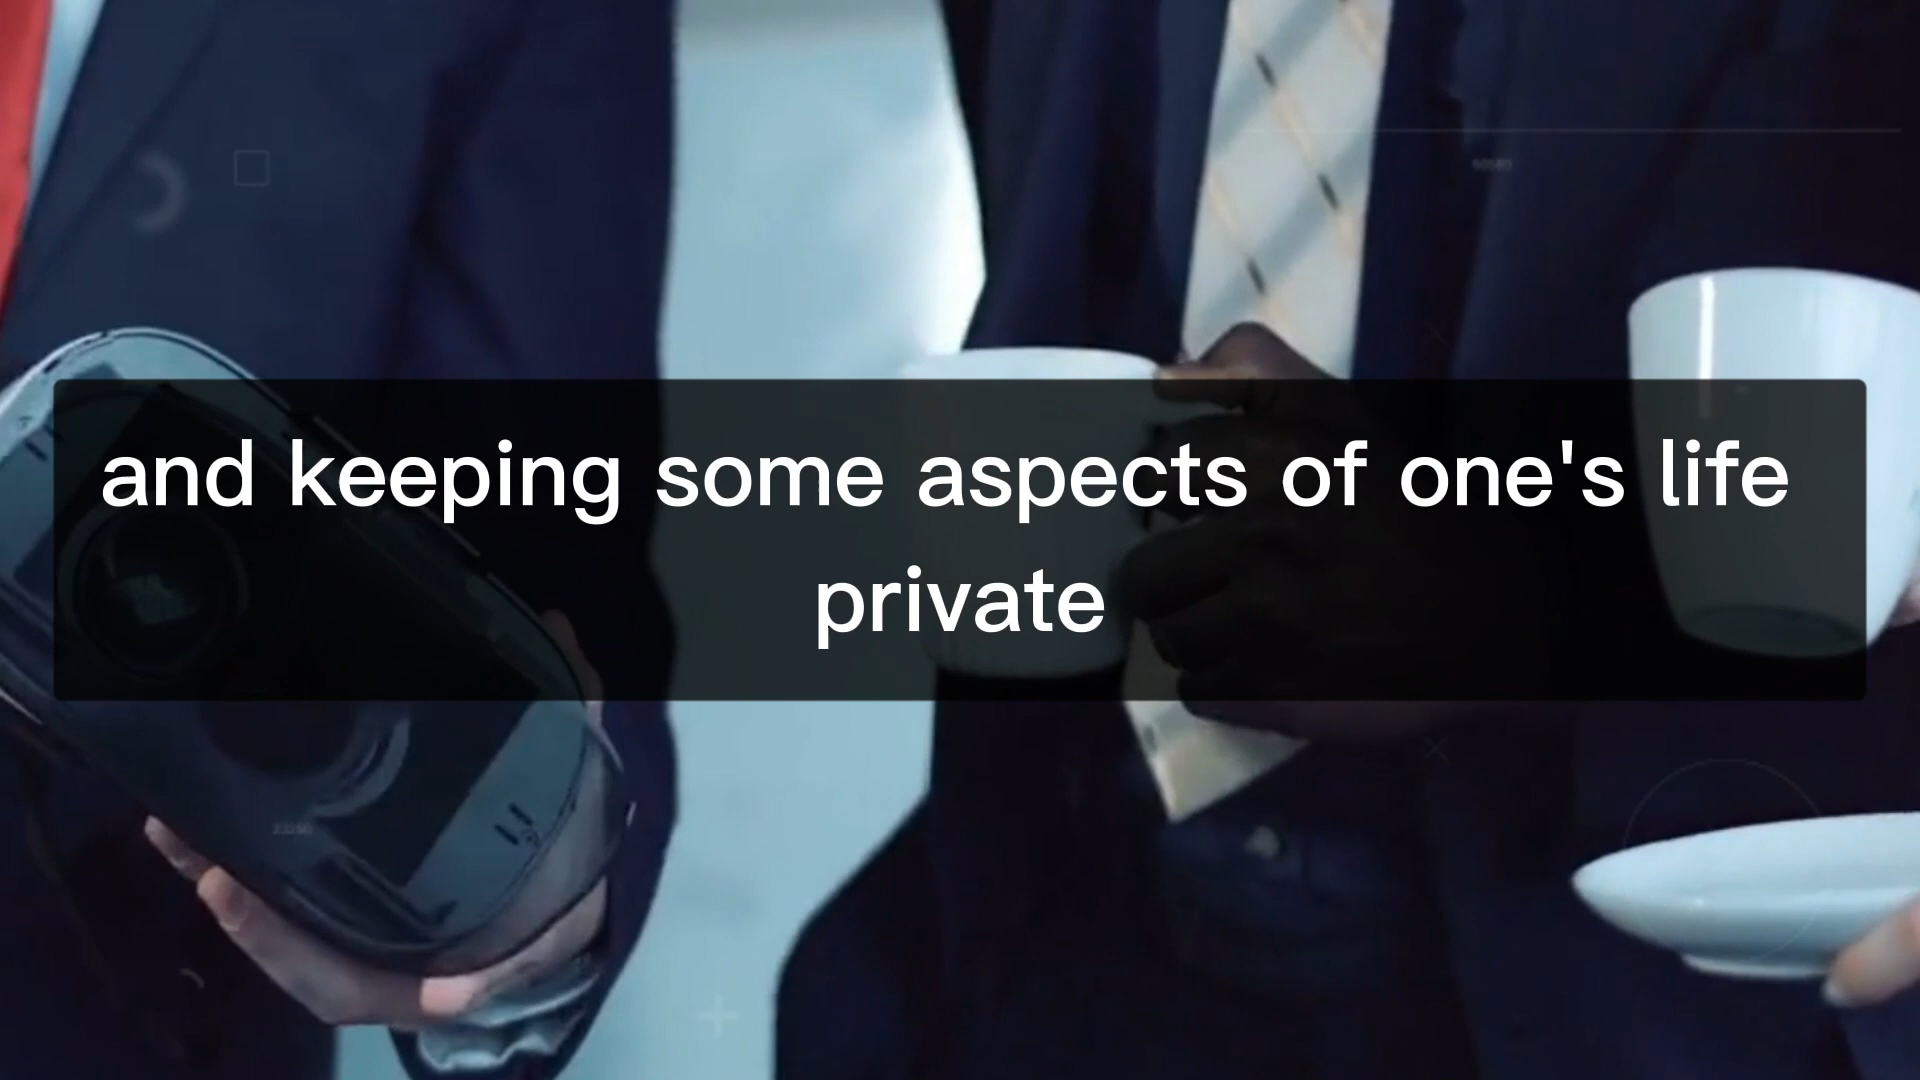 and keeping some aspects of one's life
private